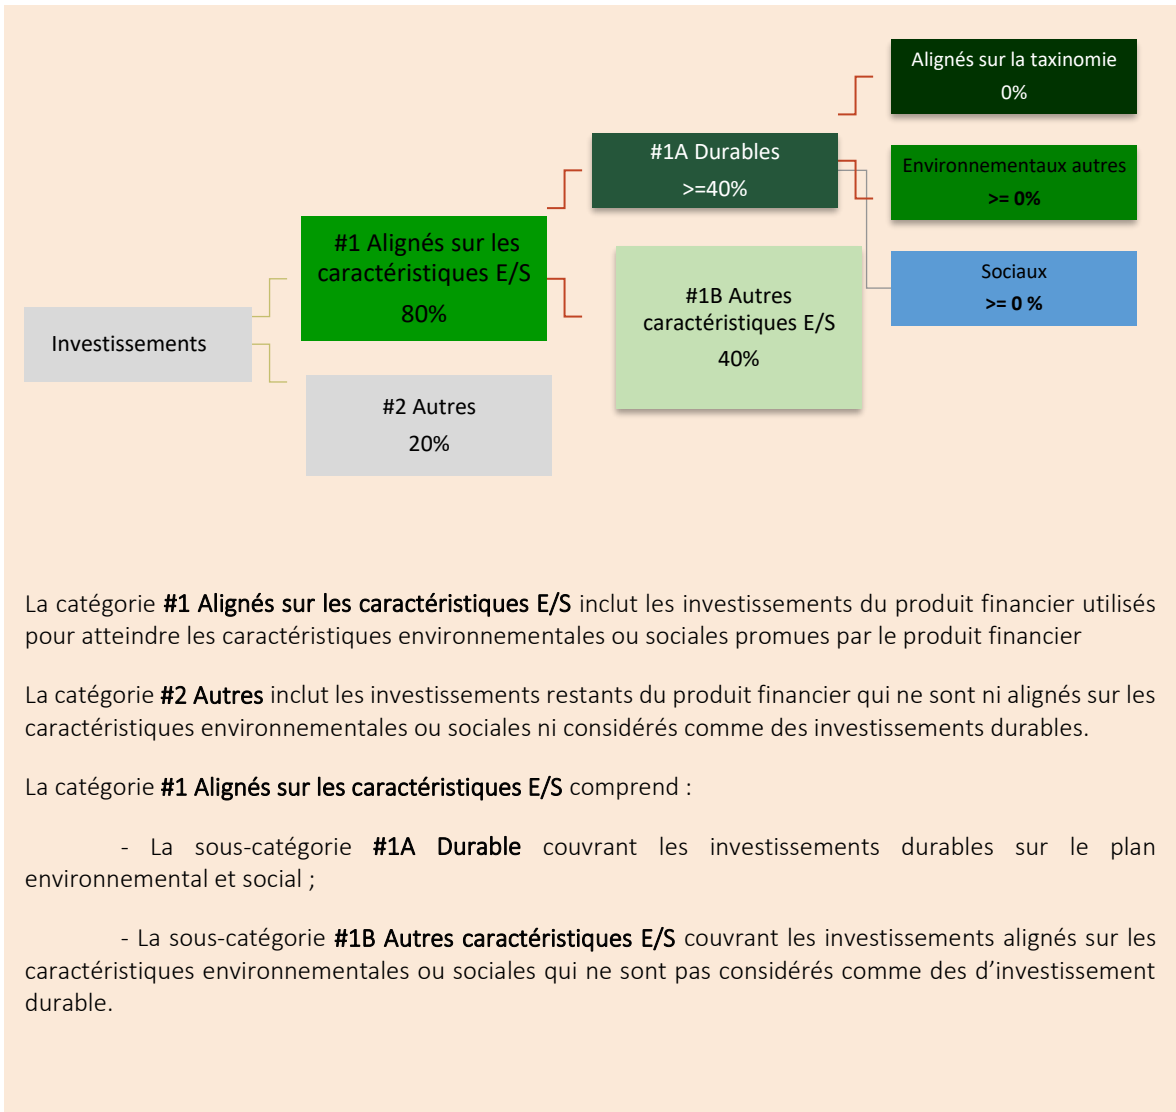 Alignés sur la taxinomie
0%
#1A Durables
>=40%
Environnementaux autres
>= 0%
#1 Alignés sur les
caractéristiques E/S
80%
#1B Autres
caractéristiques E/S
40%
Sociaux
>= 0 %
Investissements
#2 Autres
20%
La catégorie #1 Alignés sur les caractéristiques E/S inclut les investissements du produit financier utilisés
pour atteindre les caractéristiques environnementales ou sociales promues par le produit financier
La catégorie #2 Autres inclut les investissements restants du produit financier qui ne sont ni alignés sur les
caractéristiques environnementales ou sociales ni considérés comme des investissements durables.
La catégorie #1 Alignés sur les caractéristiques E/S comprend :
- La sous-catégorie #1A Durable couvrant les investissements durables sur le plan
environnemental et social ;
- La sous-catégorie #1B Autres caractéristiques E/S couvrant les investissements alignés sur les
caractéristiques environnementales ou sociales qui ne sont pas considérés comme des d'investissement
durable.